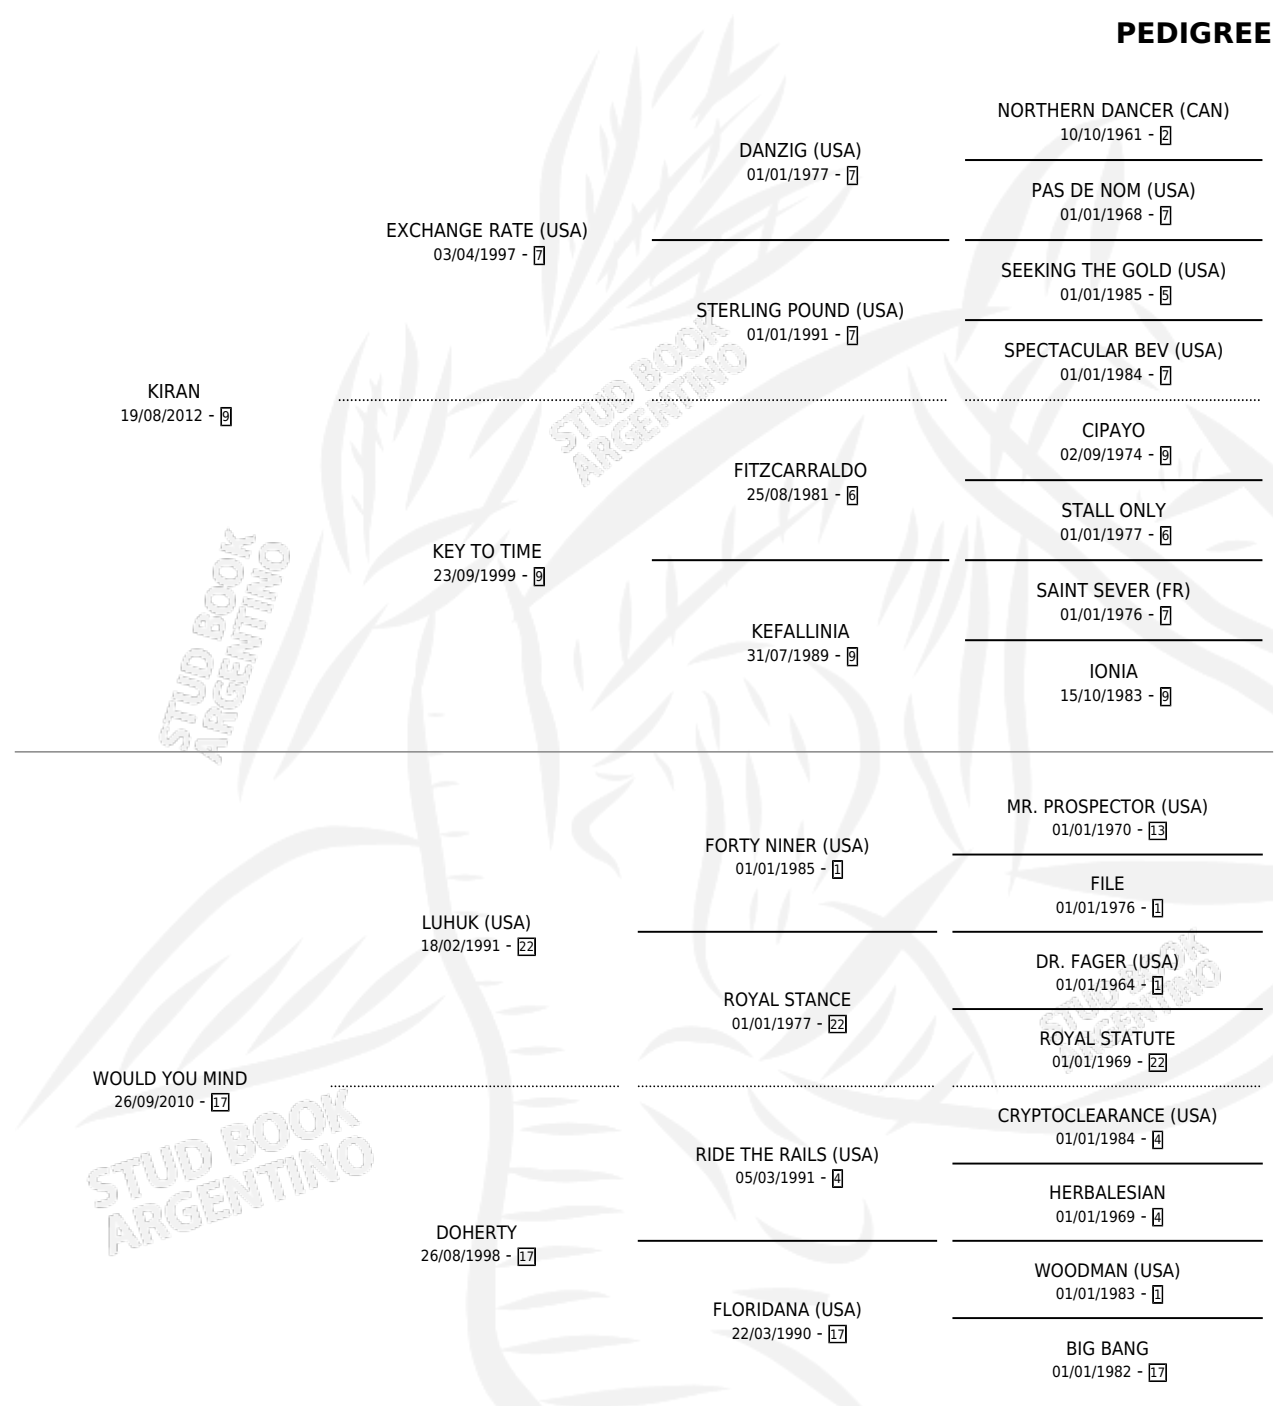 PEDIGREE
NORTHERN DANCER (CAN)
10/10/1961 - 2
DANZIG (USA)
01/01/1977 - 7
PAS DE NOM (USA)
01/01/1968 - 7
EXCHANGE RATE (USA)
03/04/1997 - 7
SEEKING THE GOLD (USA)
01/01/1985 - 5
STERLING POUND (USA)
01/01/1991 - 7
SPECTACULAR BEV (USA)
01/01/1984 - 7
KIRAN
19/08/2012 - 9
CIPAYO
02/09/1974 - 9
FITZCARRALDO
25/08/1981 - 6
STALL ONLY
01/01/1977 - 6
KEY TO TIME
23/09/1999 - 9
SAINT SEVER (FR)
01/01/1976 - 7
KEFALLINIA
31/07/1989 - 9
IONIA
15/10/1983 - 9
MR. PROSPECTOR (USA)
01/01/1970 - 13
FORTY NINER (USA)
01/01/1985 - 1
FILE
01/01/1976 - 1
LUHUK (USA)
18/02/1991 - 22
DR. FAGER (USA)
01/01/1964 - 1
ROYAL STANCE
01/01/1977 - 22
ROYAL STATUTE
01/01/1969 - 22
WOULD YOU MIND
26/09/2010 - 17
CRYPTOCLEARANCE (USA)
01/01/1984 - 4
RIDE THE RAILS (USA)
05/03/1991 - 4
HERBALESIAN
01/01/1969 - 4
DOHERTY
26/08/1998 - 17
WOODMAN (USA)
01/01/1983 - 1
FLORIDANA (USA)
22/03/1990 - 17
BIG BANG
01/01/1982 - 17
STUD BOOK
ARGENTINO
STUD BOOK
ARGENTINO
STUD BOOK
ARGENTINO
STUD BOOK
ARGENTINO